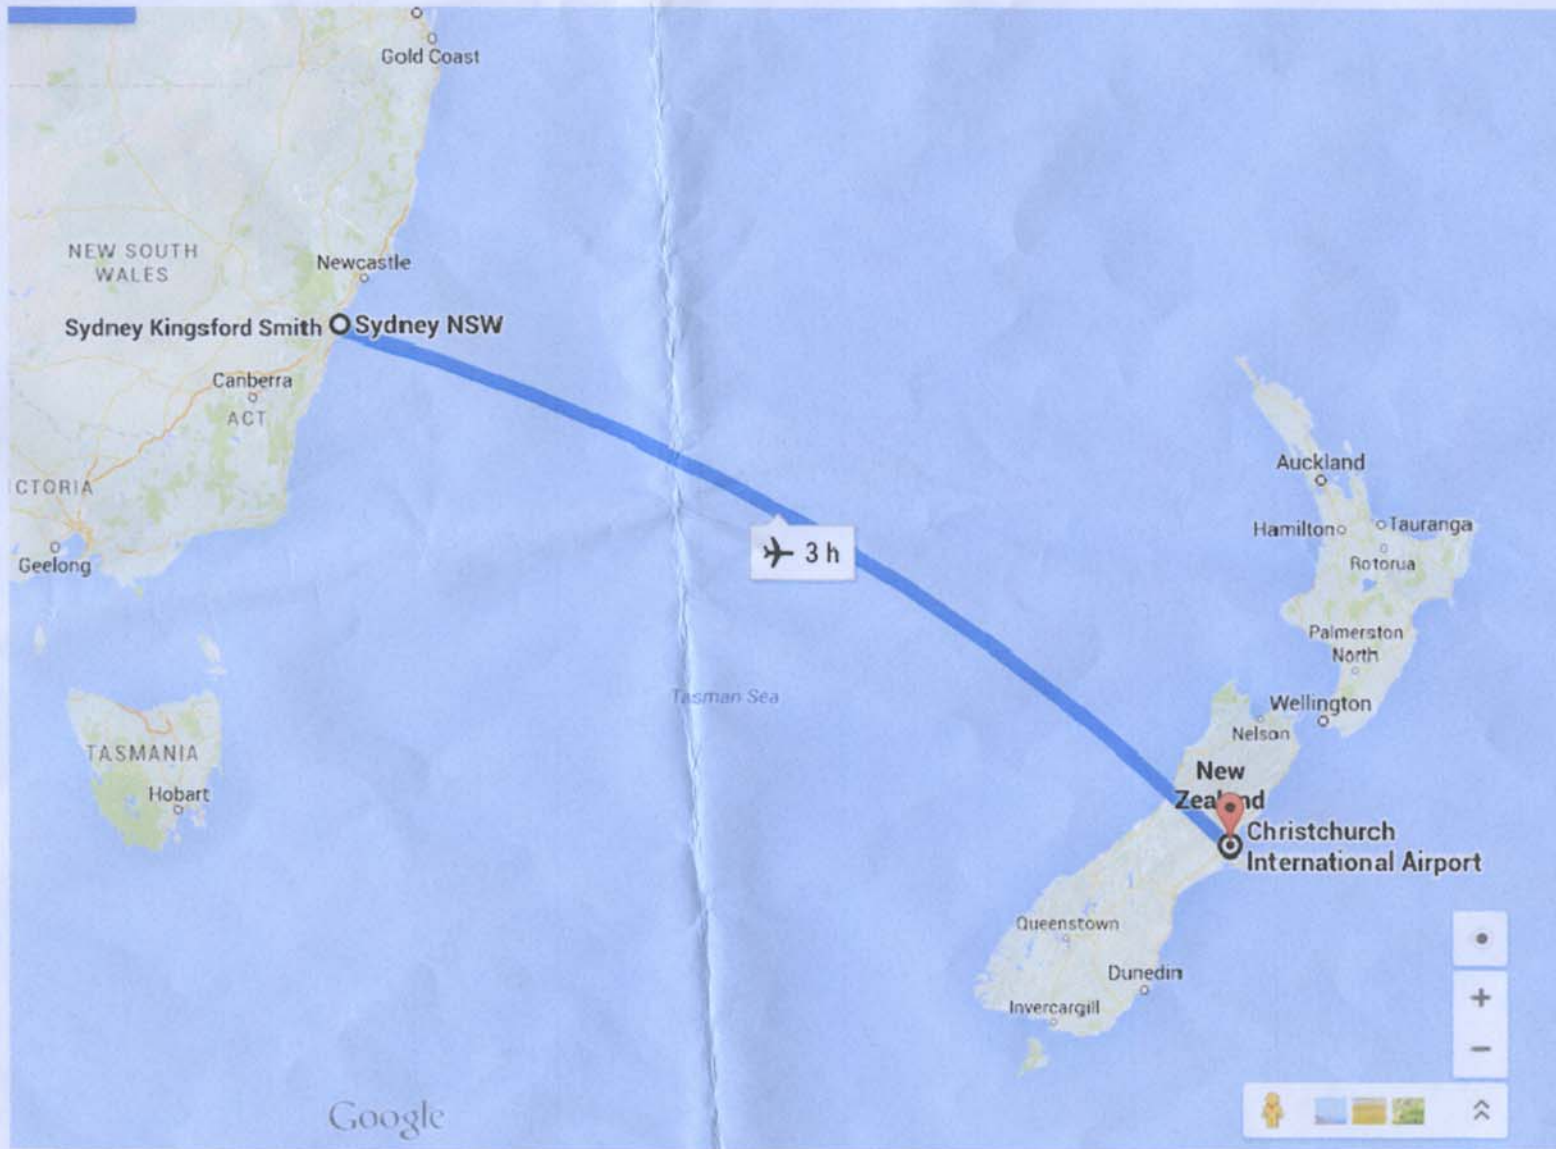 Gold Coast
NEW SOUTH
WALES
Newcastle
Sydney Kingsford Smith
Sydney NSW
Canberra
ACT
CTORIA
Geelong
3 h
Auckland
Hamilton
Tauranga
Rotorua
Palmerston
North
Wellington
Nelson
Tasman Sea
TASMANIA
Hobart
New
Zealand
Christchurch
International Airport
Queenstown
Dunedin
Invercargill
Google